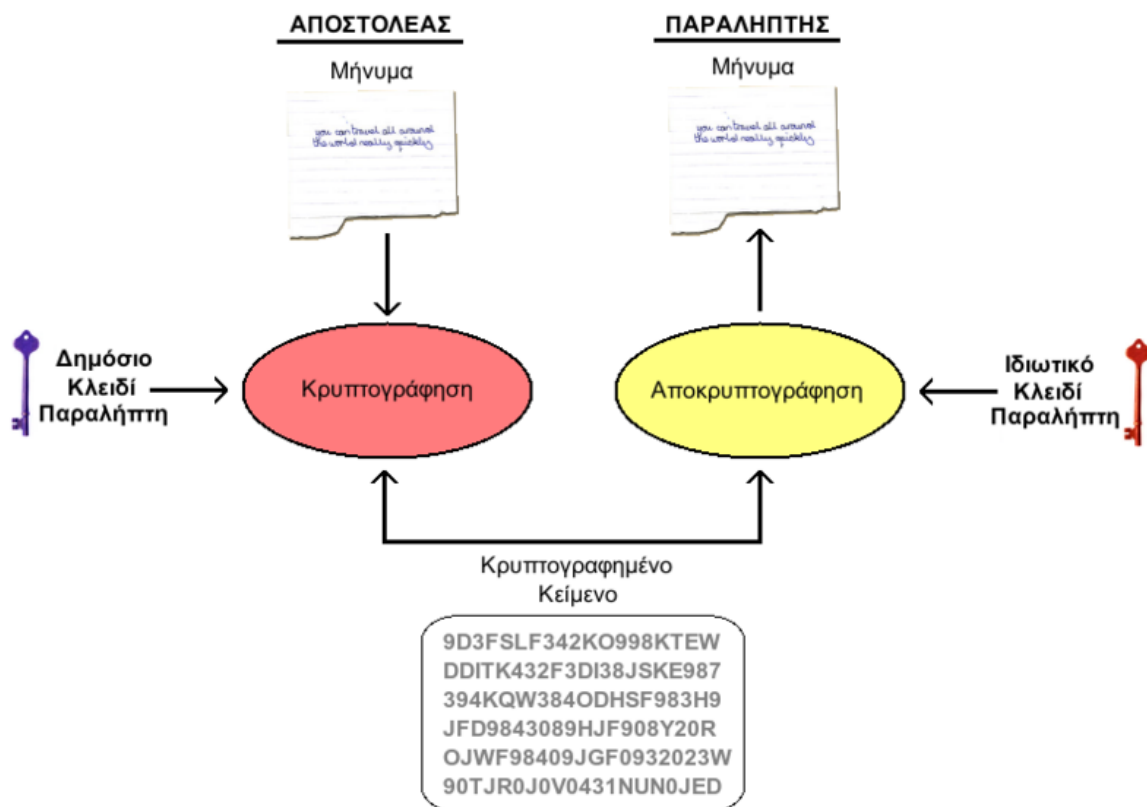 ΑΠΟΣΤΟΛΕΑΣ
Μήνυμα
you can travel all around
the world really quickly
ΠΑΡΑΛΗΠΤΗΣ
Μήνυμα
you can travel all around
the world really quickly
Δημόσιο
Κλειδί
Παραλήπτη
Κρυπτογράφηση
Αποκρυπτογράφηση
Ιδιωτικό
Κλειδί
Παραλήπτη
Κρυπτογραφημένο
Κείμενο
9D3FSLF342KO998KTEW
DDITK432F3DI38JSKE987
394KQW384ODHSF983H9
JFD9843089HJF908Y20R
OJWF98409JGF0932023W
90TJR0J0V0431NUN0JED